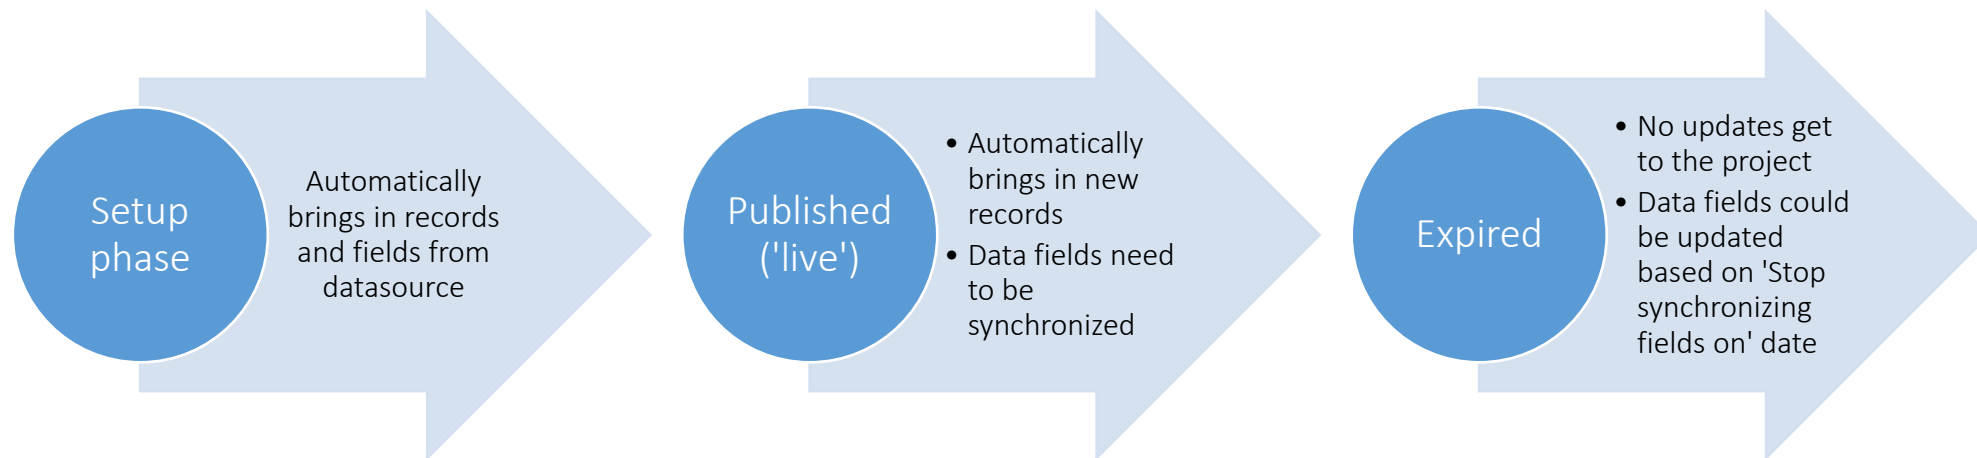 Setup
phase
Automatically
brings in records
and fields from
datasource
Published
('live')
• Automatically
brings in new
records
• Data fields need
to be
synchronized
Expired
• No updates get
to the project
• Data fields could
be updated
based on 'Stop
synchronizing
fields on' date